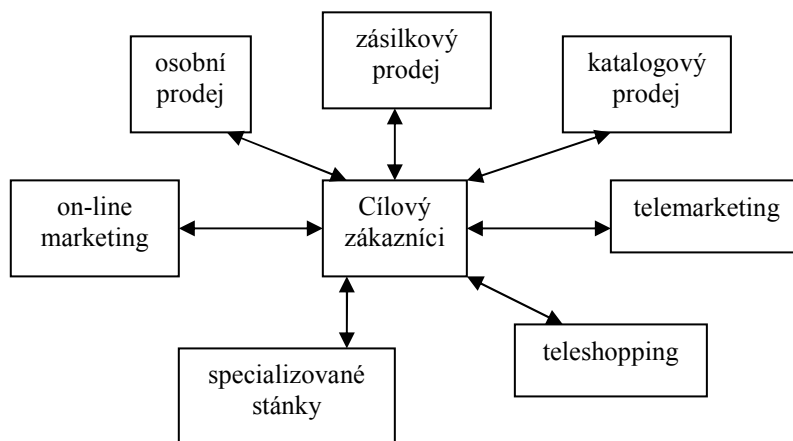 osobní
prodej
zásilkový
prodej
katalogový
prodej
on-line
marketing
Cílový
zákazníci
telemarketing
teleshopping
specializované
stánky